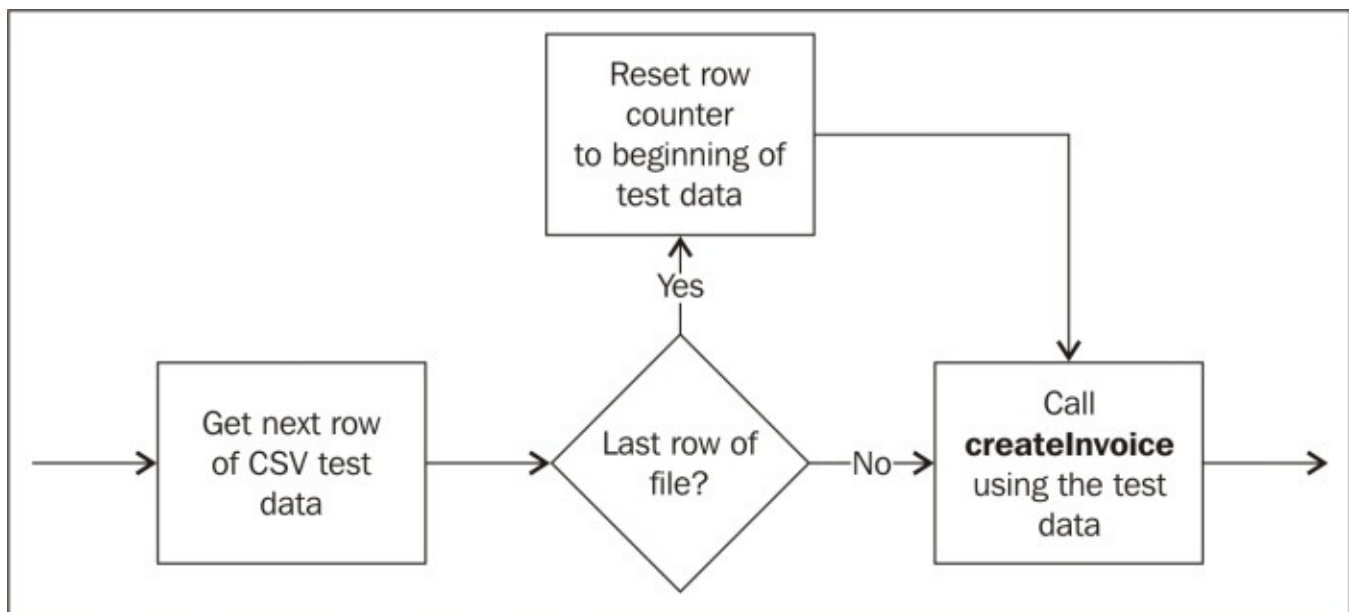 Reset row
counter
to beginning of
test data
Yes
Get next row
of CSV test
data
Last row of
file?
No
Call
createInvoice
using the test
data